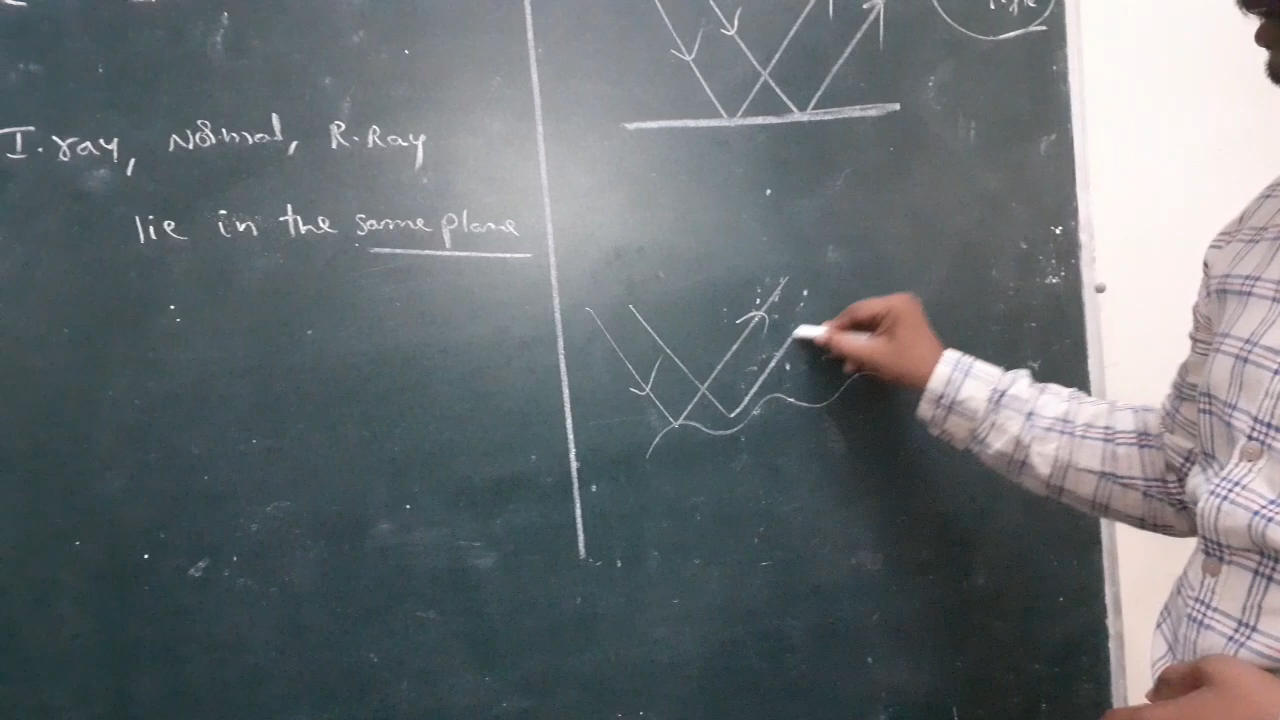 I. ray, Normal, R. Ray
lie in the same plane